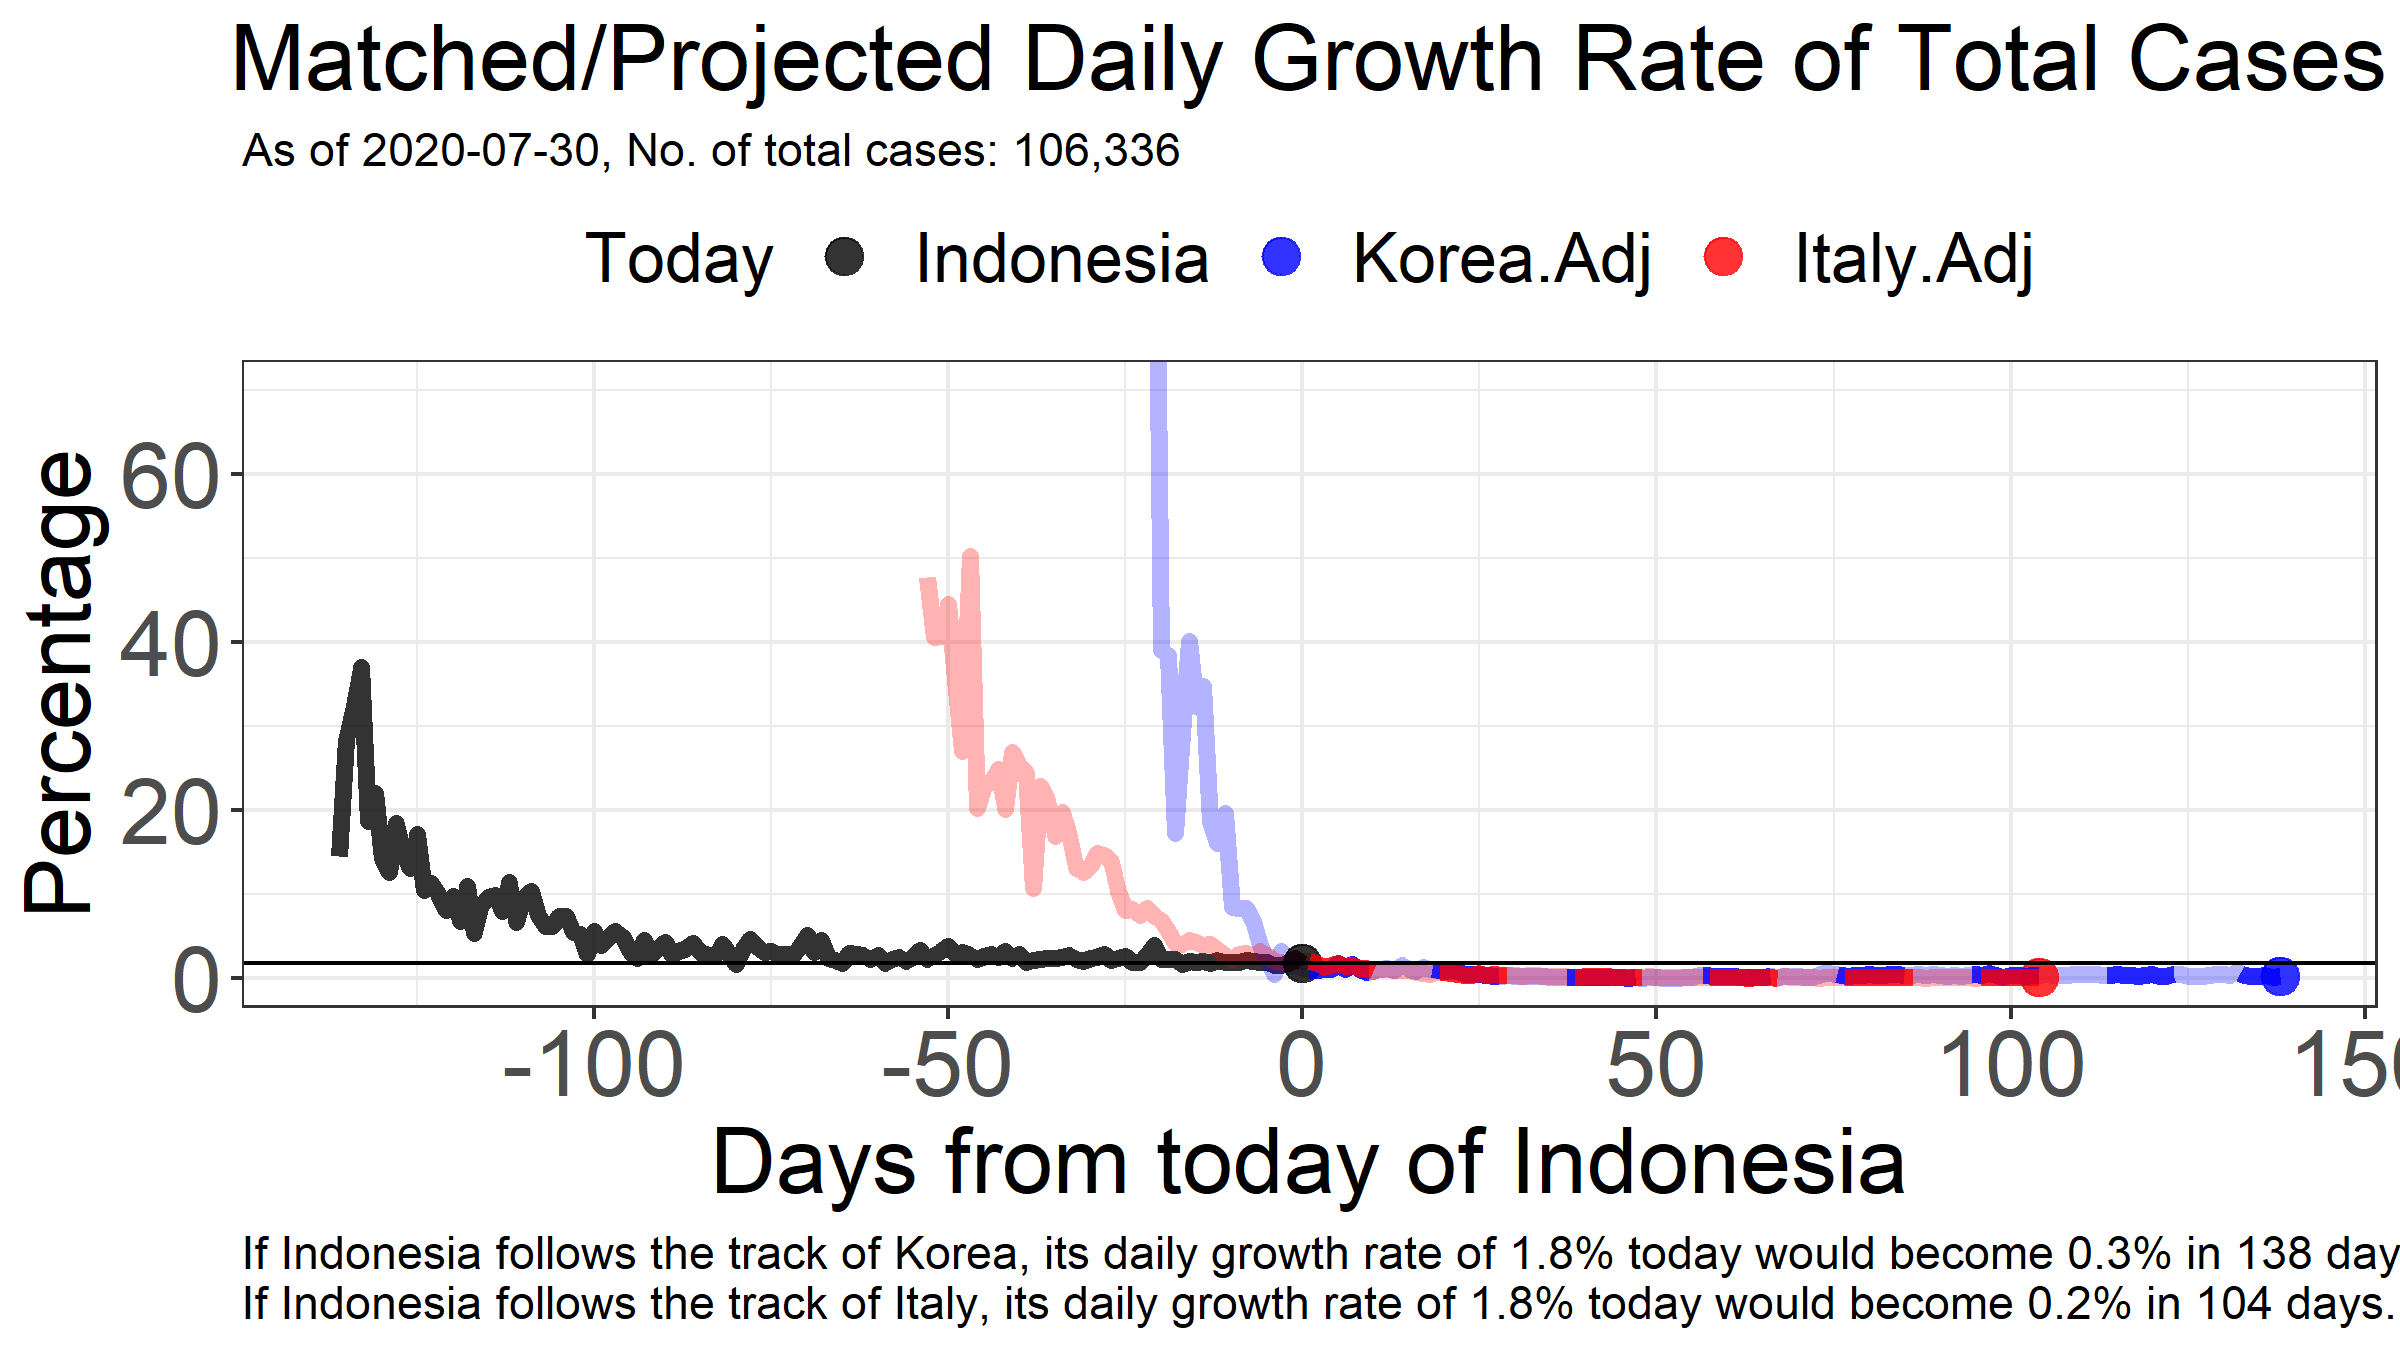 Matched/Projected Daily Growth Rate of Total Cases
As of 2020-07-30, No. of total cases: 106,336
Today Indonesia Korea.Adj Italy.Adj
Percentage
60
40
20
0
-100 -50 0 50 100 150
Days from today of Indonesia
If Indonesia follows the track of Korea, its daily growth rate of 1.8% today would become 0.3% in 138 day
If Indonesia follows the track of Italy, its daily growth rate of 1.8% today would become 0.2% in 104 days.